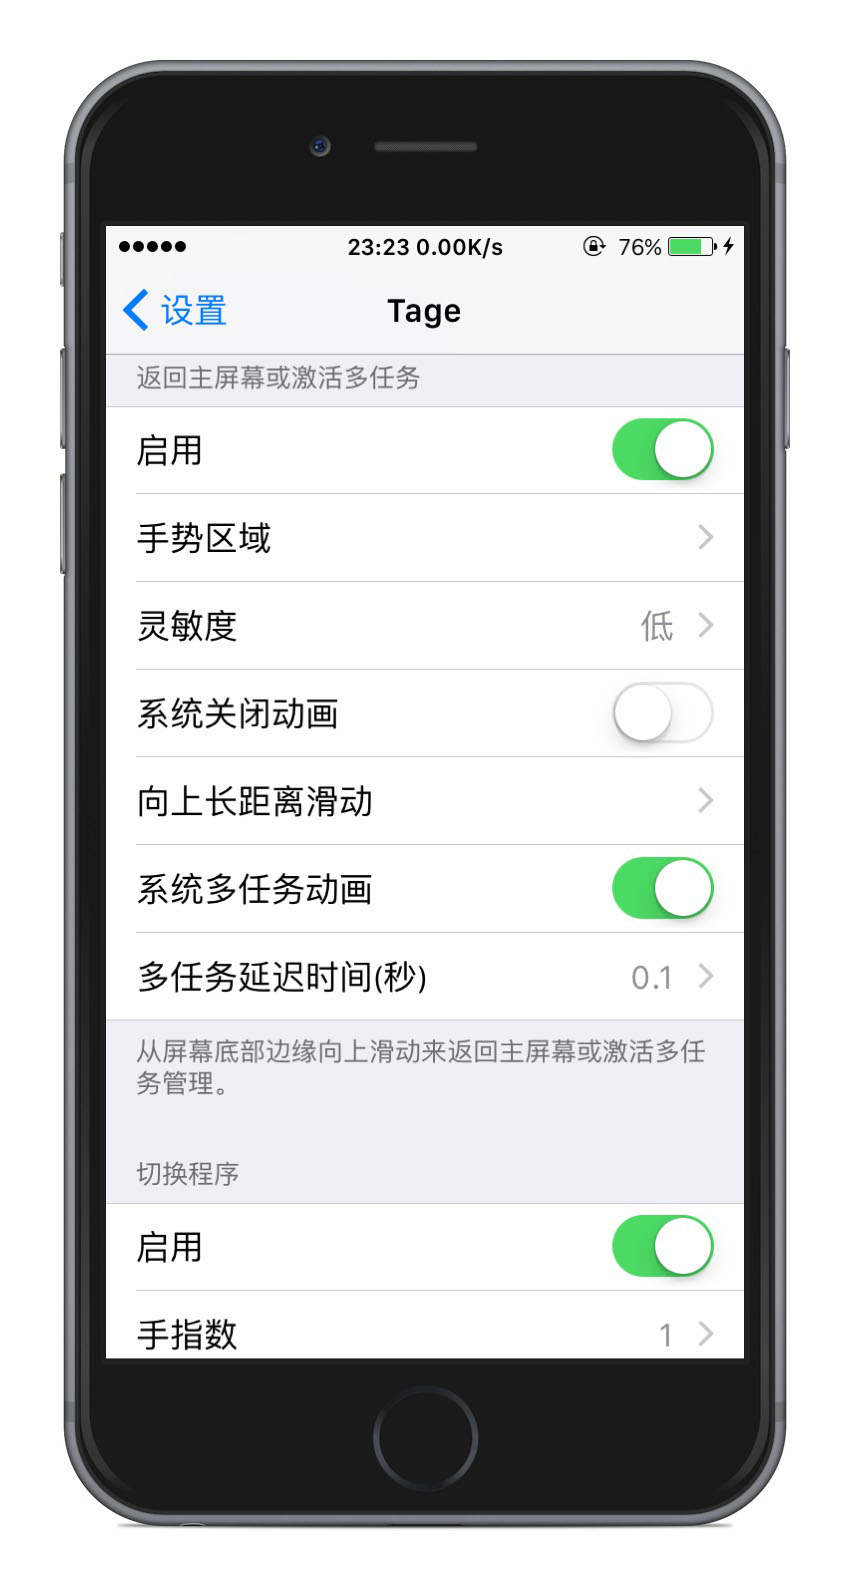 23:23 0.00K/s 76%
设置 Tage
返回主屏幕或激活多任务
启用
手势区域
灵敏度 低
系统关闭动画
向上长距离滑动
系统多任务动画
多任务延迟时间(秒) 0.1
从屏幕底部边缘向上滑动来返回主屏幕或激活多任
务管理。
切换程序
启用
手指数 1